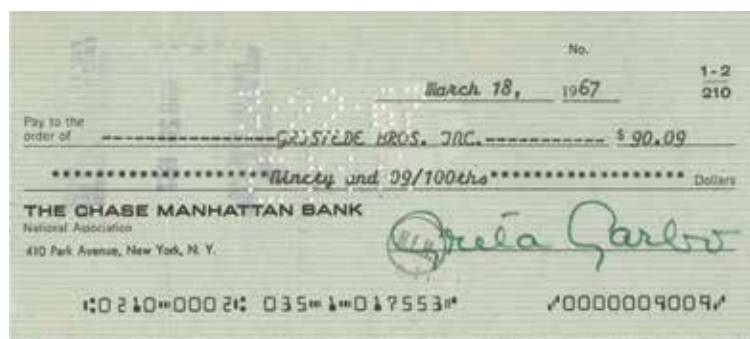 No.
March 18, 1967
1-2
210
Pay to the
order of --------------------GRISTEDE BROS. INC.------------ $ 90.09
********************Ninety and 09/100ths****************** Dollars
THE CHASE MANHATTAN BANK
National Association
410 Park Avenue, New York, N. Y.
Greta Garbo
⑆0210⑉0002⑆ 035⑉1⑉017553⑈ ⑇0000009009⑇